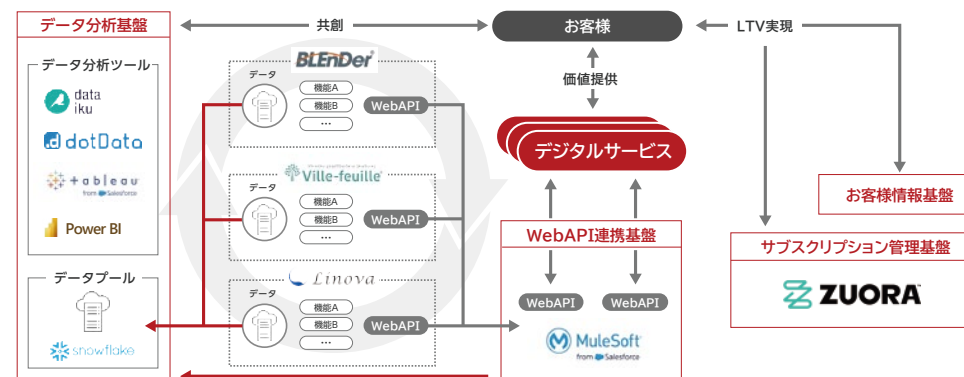 データ分析基盤
共創
お客様
LTV実現
データ分析ツール
data
iku
dotData
+ableau
from Salesforce
Power BI
データプール
snowflake
BLEnDer®
データ
機能A
機能B
…
WebAPI
Ville-feuille®
データ
機能A
機能B
…
WebAPI
Linova
データ
機能A
機能B
…
WebAPI
価値提供
デジタルサービス
WebAPI連携基盤
WebAPI
WebAPI
MuleSoft
from Salesforce
お客様情報基盤
サブスクリプション管理基盤
ZUORA